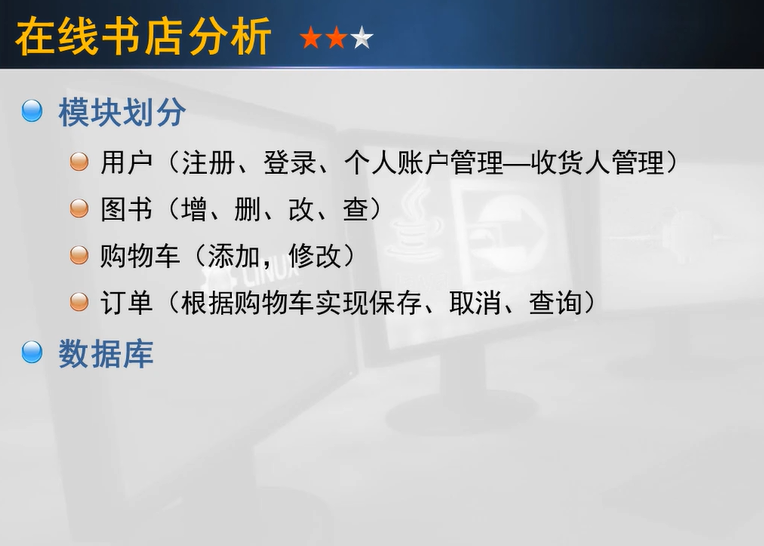 在线书店分析
模块划分
用户（注册、登录、个人账户管理—收货人管理）
图书（增、删、改、查）
购物车（添加，修改）
订单（根据购物车实现保存、取消、查询）
数据库
LINUX